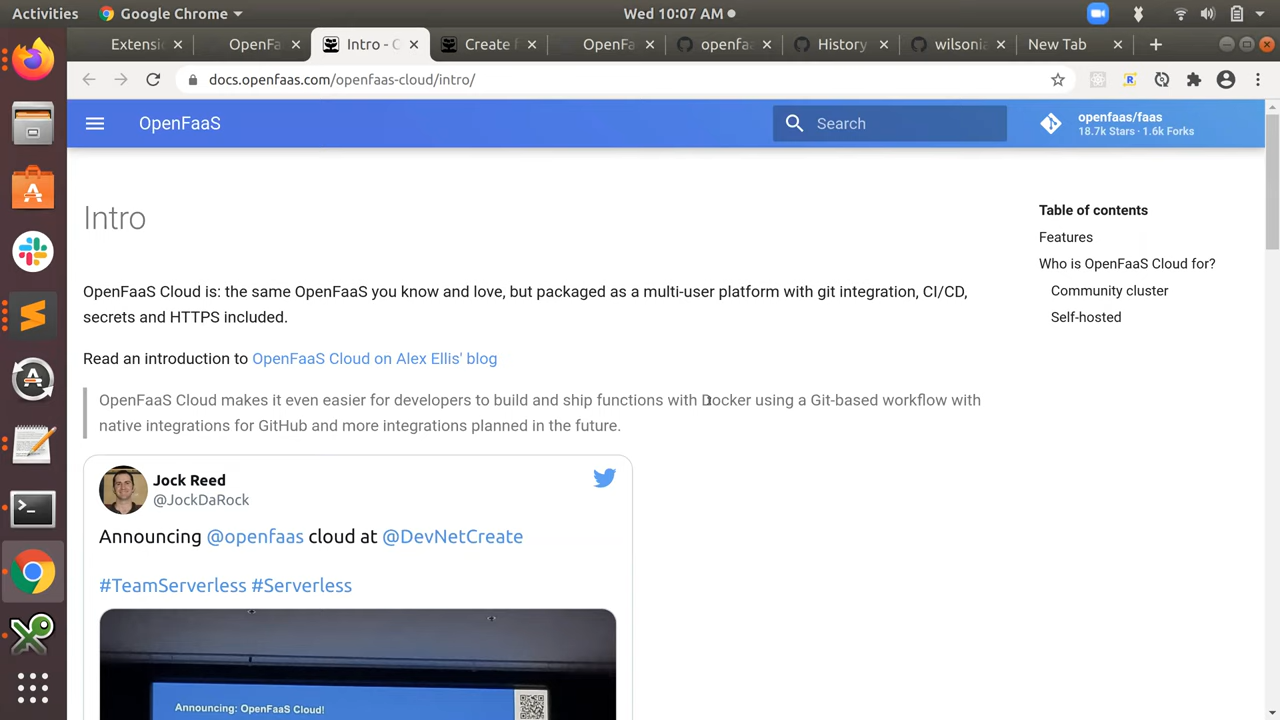 Activities Google Chrome Wed 10:07 AM
Extensi OpenFa Intro - O Create f OpenFa openfaa History wilsonia New Tab
docs.openfaas.com/openfaas-cloud/intro/
OpenFaaS Search openfaas/faas
18.7k Stars · 1.6k Forks
Intro
Table of contents
Features
Who is OpenFaaS Cloud for?
Community cluster
Self-hosted
OpenFaaS Cloud is: the same OpenFaaS you know and love, but packaged as a multi-user platform with git integration, CI/CD,
secrets and HTTPS included.
Read an introduction to OpenFaaS Cloud on Alex Ellis' blog
OpenFaaS Cloud makes it even easier for developers to build and ship functions with Docker using a Git-based workflow with
native integrations for GitHub and more integrations planned in the future.
Jock Reed
@JockDaRock
Announcing @openfaas cloud at @DevNetCreate
#TeamServerless #Serverless
Announcing: OpenFaaS Cloud!